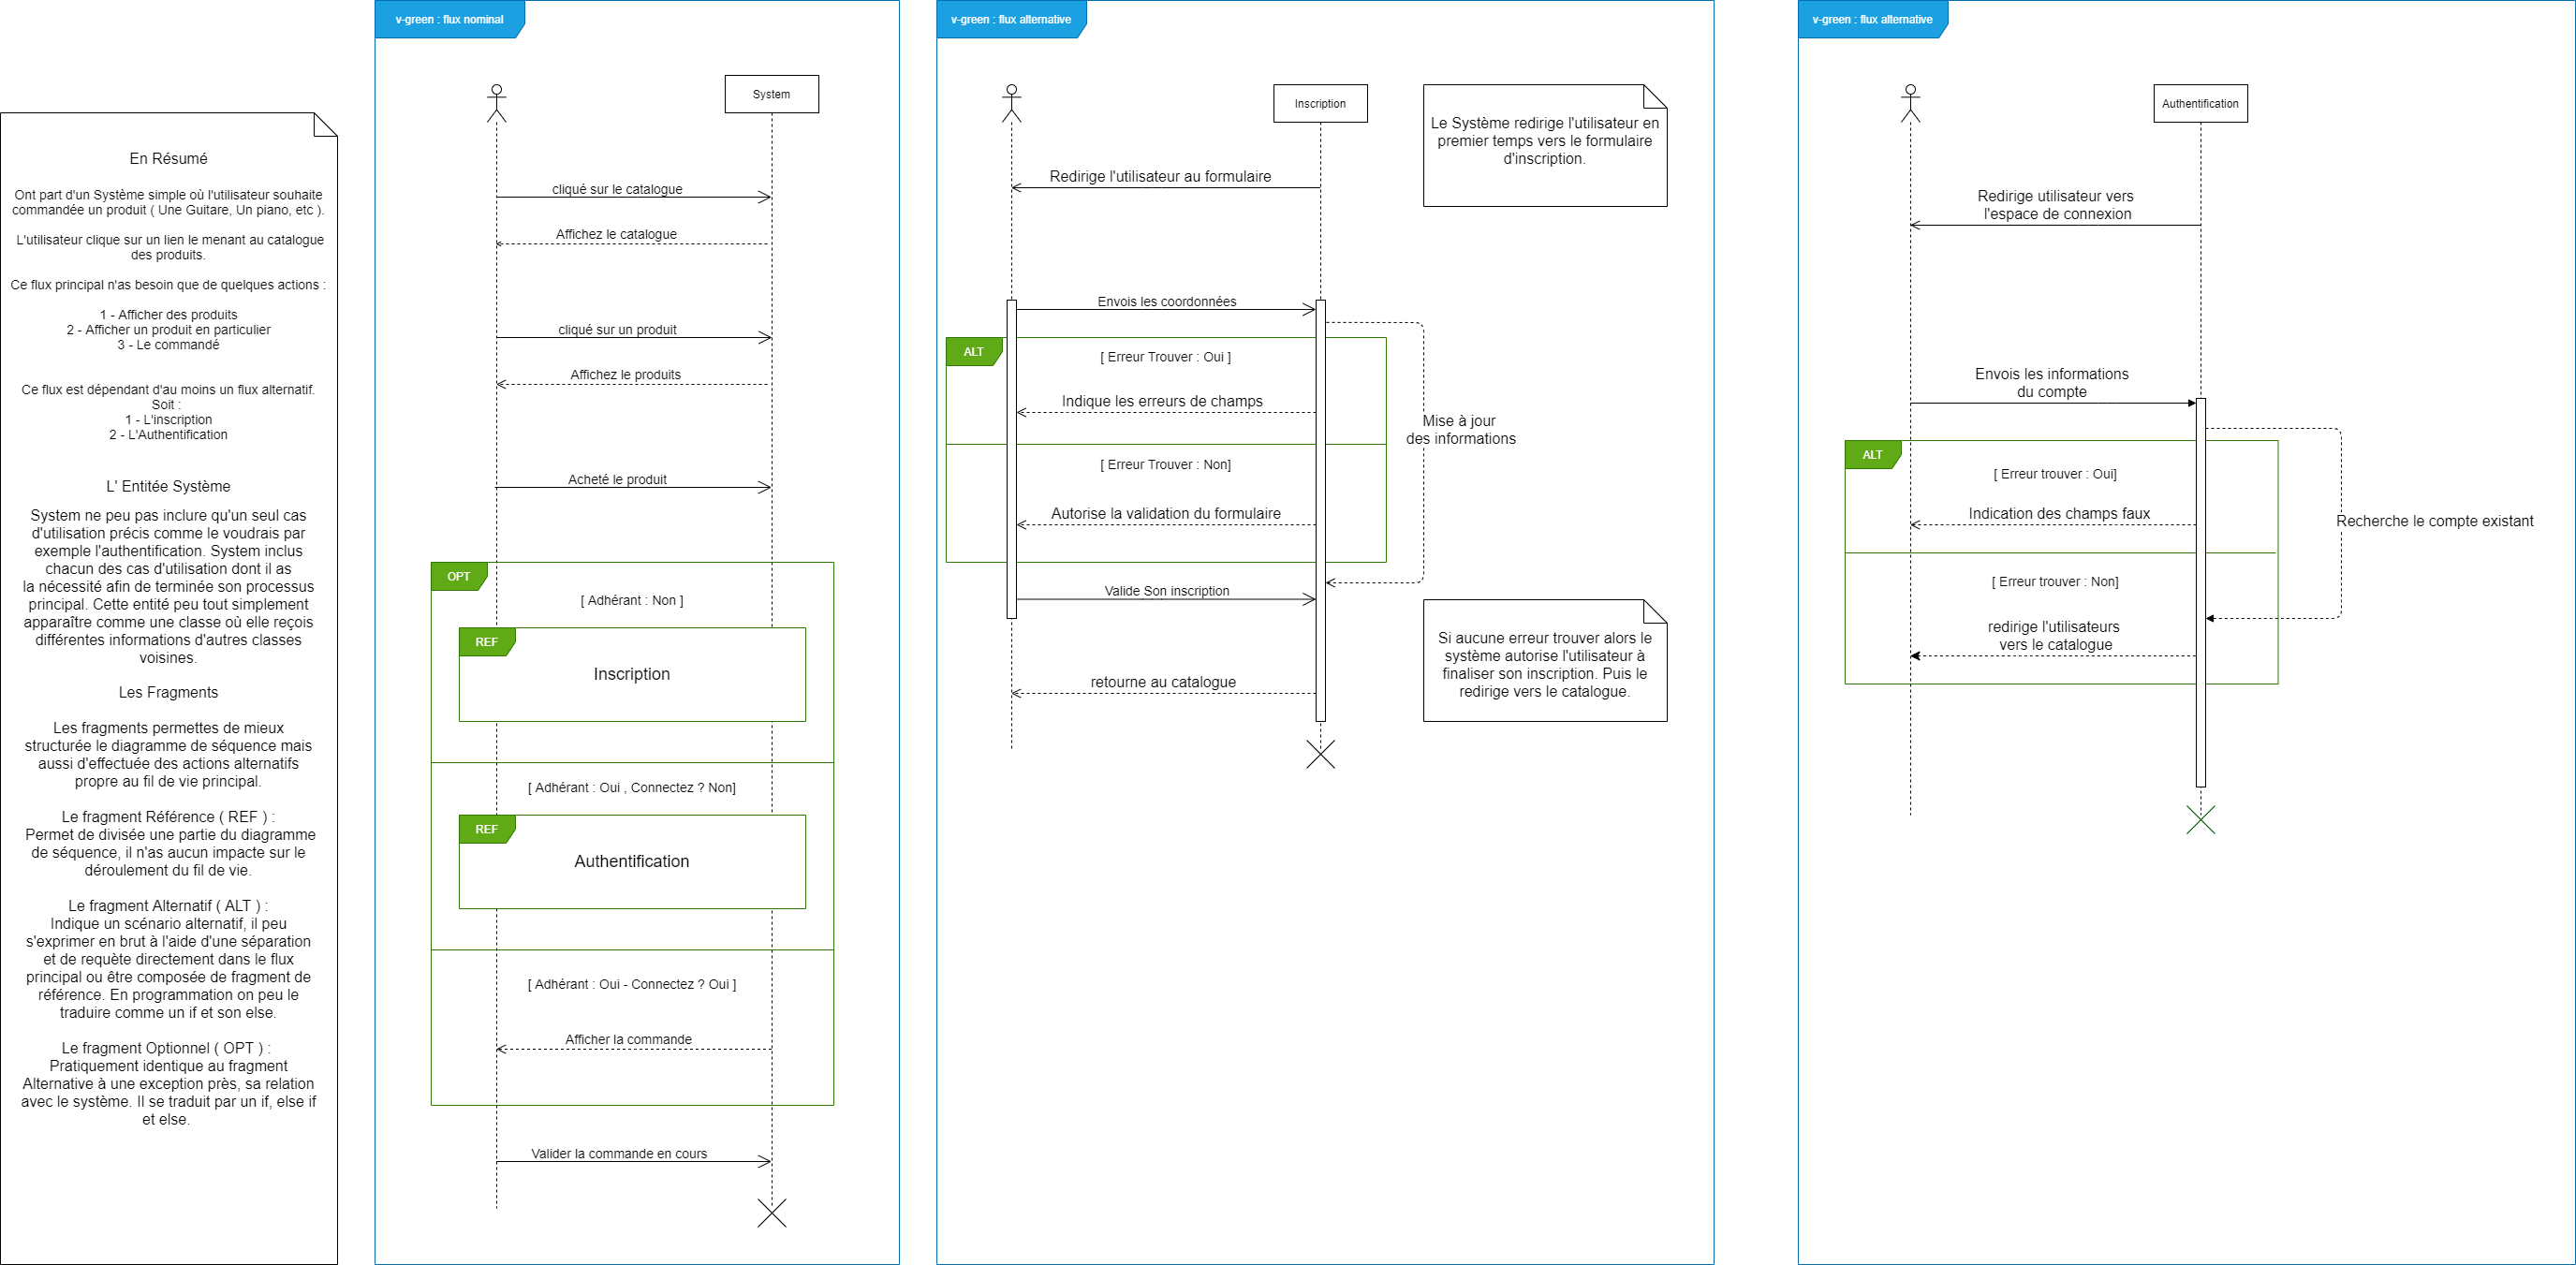 En Résumé
Ont part d'un Système simple où l'utilisateur souhaite
commandée un produit ( Une Guitare, Un piano, etc ).
L'utilisateur clique sur un lien le menant au catalogue
des produits.
Ce flux principal n'as besoin que de quelques actions :
1 - Afficher des produits
2 - Afficher un produit en particulier
3 - Le commandé
Ce flux est dépendant d'au moins un flux alternatif.
Soit :
1 - L'inscription
2 - L'Authentification
L' Entitée Système
System ne peu pas inclure qu'un seul cas
d'utilisation précis comme le voudrais par
exemple l'authentification. System inclus
chacun des cas d'utilisation dont il as
la nécessité afin de terminée son processus
principal. Cette entité peu tout simplement
apparaître comme une classe où elle reçois
différentes informations d'autres classes
voisines.
Les Fragments
Les fragments permettes de mieux
structurée le diagramme de séquence mais
aussi d'effectuée des actions alternatifs
propre au fil de vie principal.
Le fragment Référence ( REF ) :
Permet de divisée une partie du diagramme
de séquence, il n'as aucun impacte sur le
déroulement du fil de vie.
Le fragment Alternatif ( ALT ) :
Indique un scénario alternatif, il peu
s'exprimer en brut à l'aide d'une séparation
et de requète directement dans le flux
principal ou être composée de fragment de
référence. En programmation on peu le
traduire comme un if et son else.
Le fragment Optionnel ( OPT ) :
Pratiquement identique au fragment
Alternative à une exception près, sa relation
avec le système. Il se traduit par un if, else if
et else.
v-green : flux nominal
System
cliqué sur le catalogue
Affichez le catalogue
cliqué sur un produit
Affichez le produits
Acheté le produit
OPT
[ Adhérant : Non ]
REF
Inscription
[ Adhérant : Oui , Connectez ? Non]
REF
Authentification
[ Adhérant : Oui - Connectez ? Oui ]
Afficher la commande
Valider la commande en cours
v-green : flux alternative
Inscription
Le Système redirige l'utilisateur en
premier temps vers le formulaire
d'inscription.
Redirige l'utilisateur au formulaire
Envois les coordonnées
ALT
[ Erreur Trouver : Oui ]
Indique les erreurs de champs
Mise à jour
des informations
[ Erreur Trouver : Non]
Autorise la validation du formulaire
Valide Son inscription
Si aucune erreur trouver alors le
système autorise l'utilisateur à
finaliser son inscription. Puis le
redirige vers le catalogue.
retourne au catalogue
v-green : flux alternative
Authentification
Redirige utilisateur vers
l'espace de connexion
Envois les informations
du compte
ALT
[ Erreur trouver : Oui]
Indication des champs faux
Recherche le compte existant
[ Erreur trouver : Non]
redirige l'utilisateurs
vers le catalogue